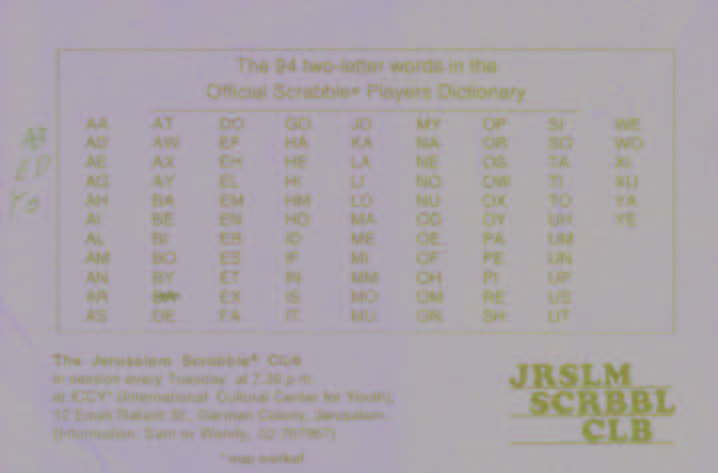 The 94 two-letter words in the
Official Scrabble® Players Dictionary
AA AT DO GO JO MY OP SI WE
AB
AD AW EF HA KA NA OR SO WO
AE AX EH HE LA NE OS TA XI
ED
AG AY EL HI LI NO OW TI XU
AH BA EM HM LO NU OX TO YA
YO
AI BE EN HO MA OD OY UH YE
AL BI ER ID ME OE PA UM
AM BO ES IF MI OF PE UN
AN BY ET IN MM OH PI UP
AR EX IS MO OM RE US
AS DE FA IT MU ON SH UT
The Jerusalem Scrabble® CLUB
in session every Tuesday at 7.30 p.m.
at ICCY* (International Cultural Center for Youth),
12 Emek Refaim St., German Colony, Jerusalem.
(Information: Sam or Wendy, 02-
JRSLM
SCRBBL
CLB